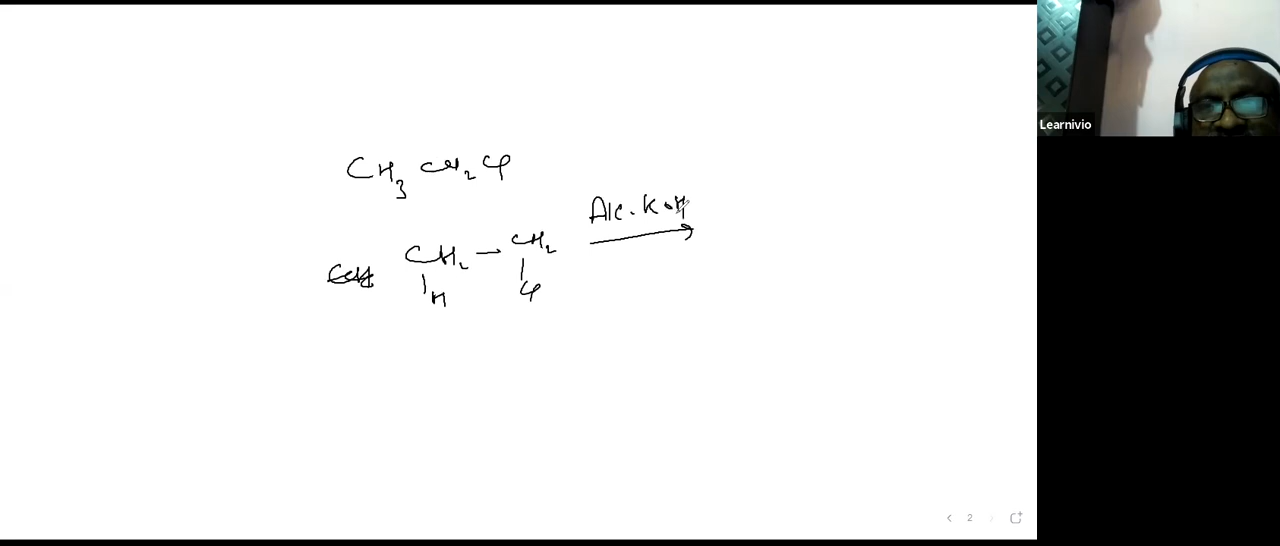 CH3 CH2 Cl
Alc. KOH
CH2 — CH2
H Cl
Learnivio
2